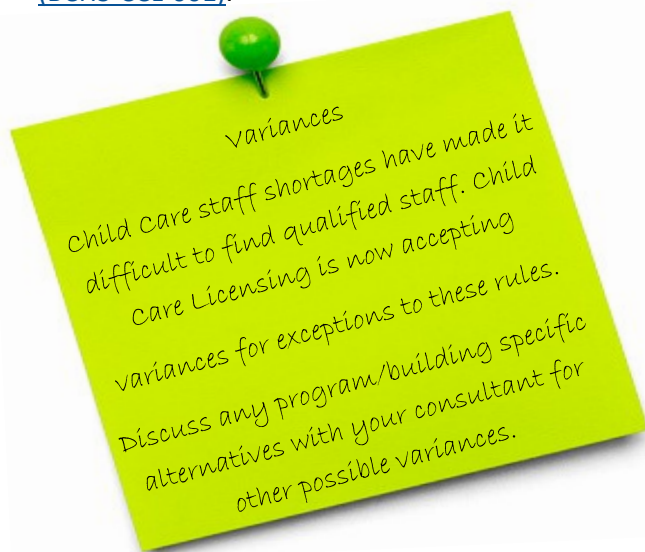 Variances
Child Care staff shortages have made it
difficult to find qualified staff. Child
Care Licensing is now accepting
variances for exceptions to these rules.
Discuss any program/building specific
alternatives with your consultant for
other possible variances.